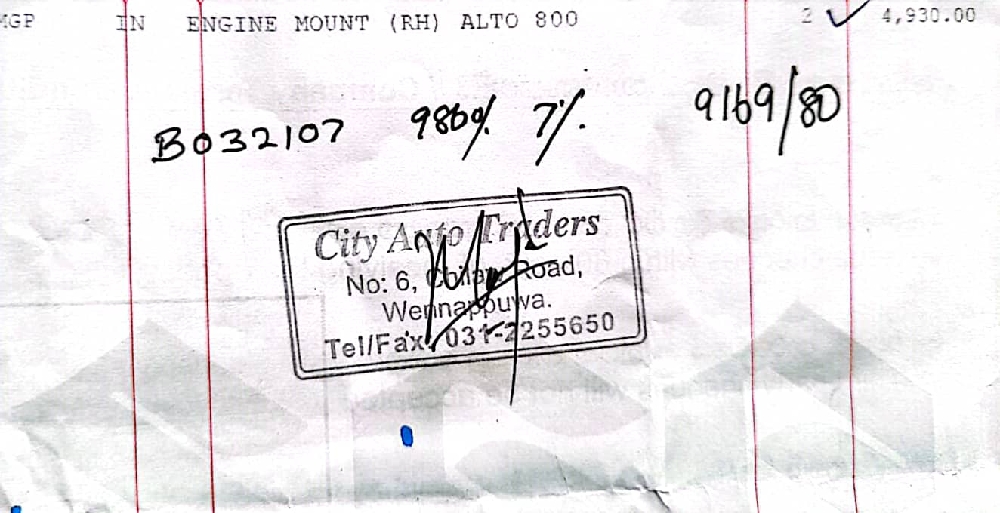 MGP IN ENGINE MOUNT (RH) ALTO 800 2 4,930.00
B032107 9860/. 7%. 9169/80
City Auto Traders
No: 6, Chilaw Road,
Wennappuwa.
Tel/Fax: 031-2255650